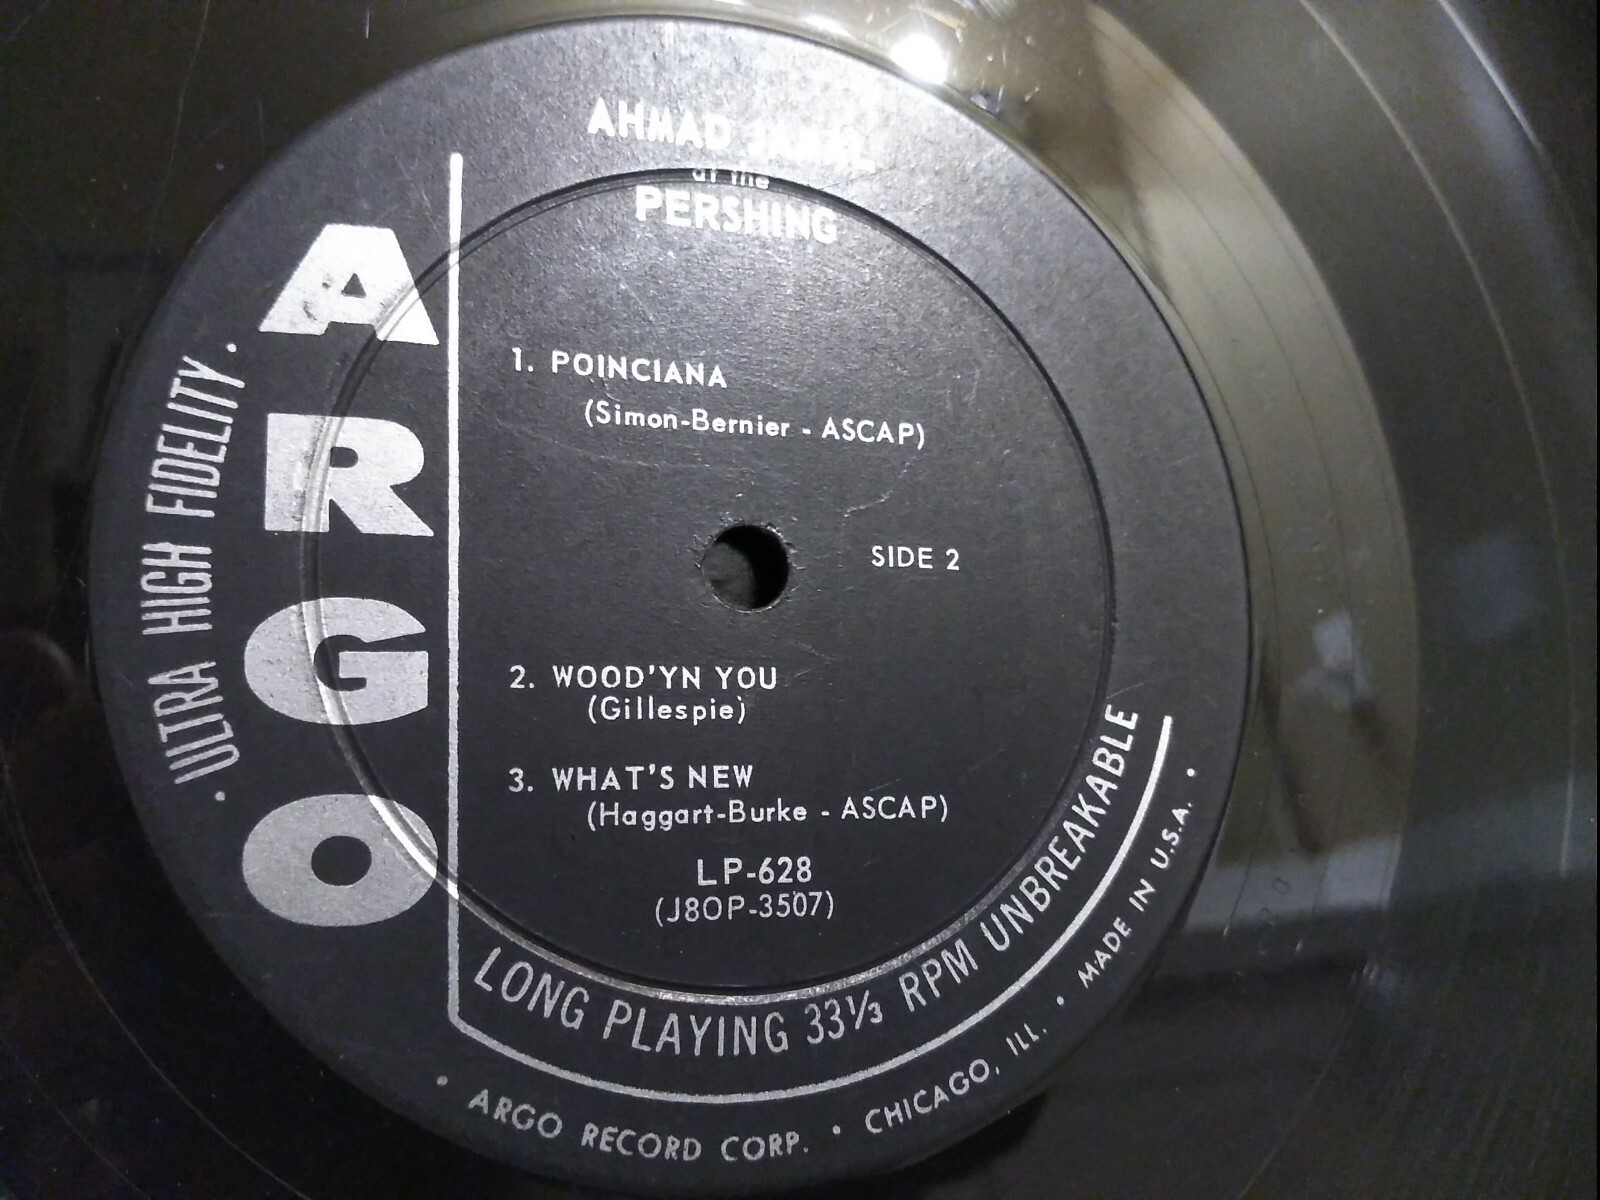 AHMAD JAMAL
at the
PERSHING
ARGO
· ULTRA HIGH FIDELITY ·
1. POINCIANA
(Simon-Bernier - ASCAP)
SIDE 2
2. WOOD'YN YOU
(Gillespie)
3. WHAT'S NEW
(Haggart-Burke - ASCAP)
LP-628
(J8OP-3507)
LONG PLAYING 33⅓ RPM UNBREAKABLE
· ARGO RECORD CORP. · CHICAGO, ILL. · MADE IN U.S.A. ·